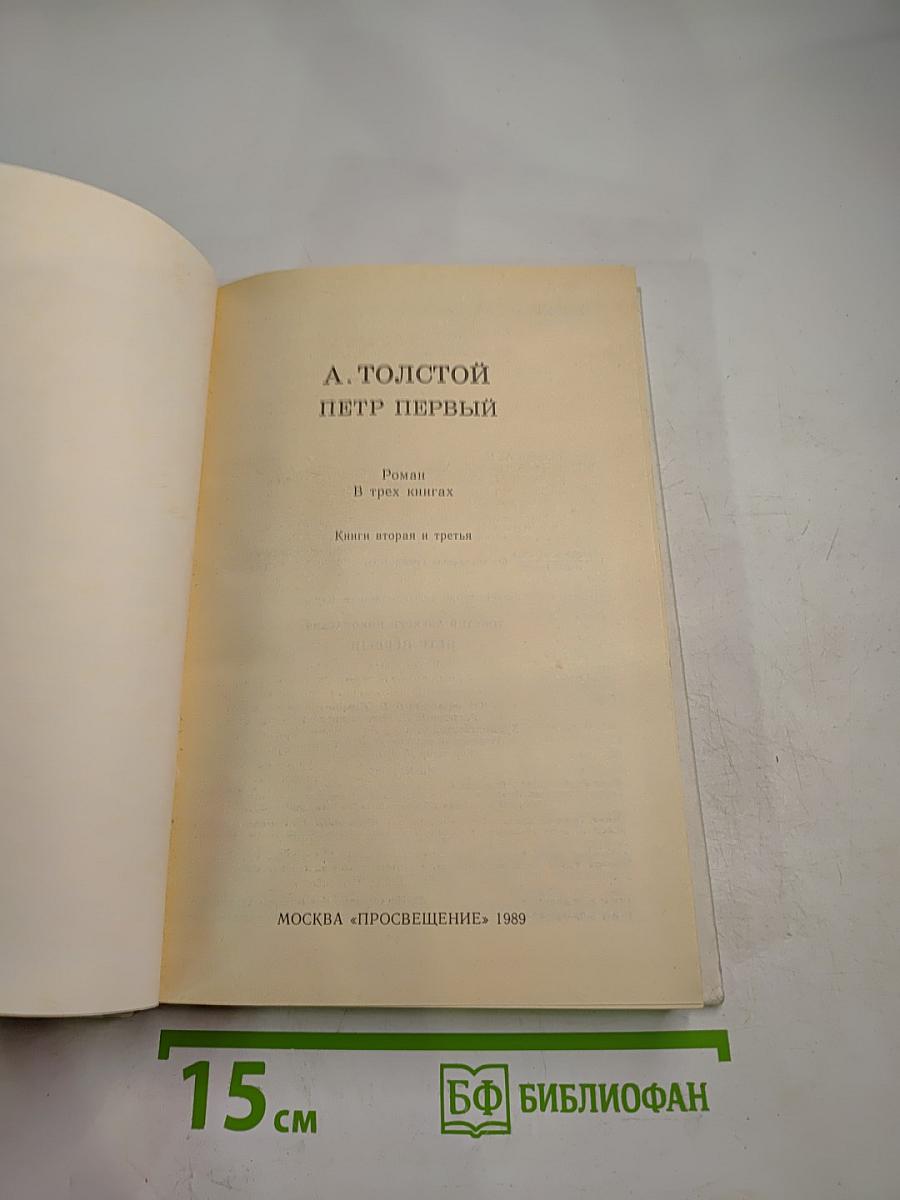 А. ТОЛСТОЙ
ПЕТР ПЕРВЫЙ
Роман
В трех книгах
Книги вторая и третья
МОСКВА «ПРОСВЕЩЕНИЕ» 1989
15 см
БФ БИБЛИОФАН